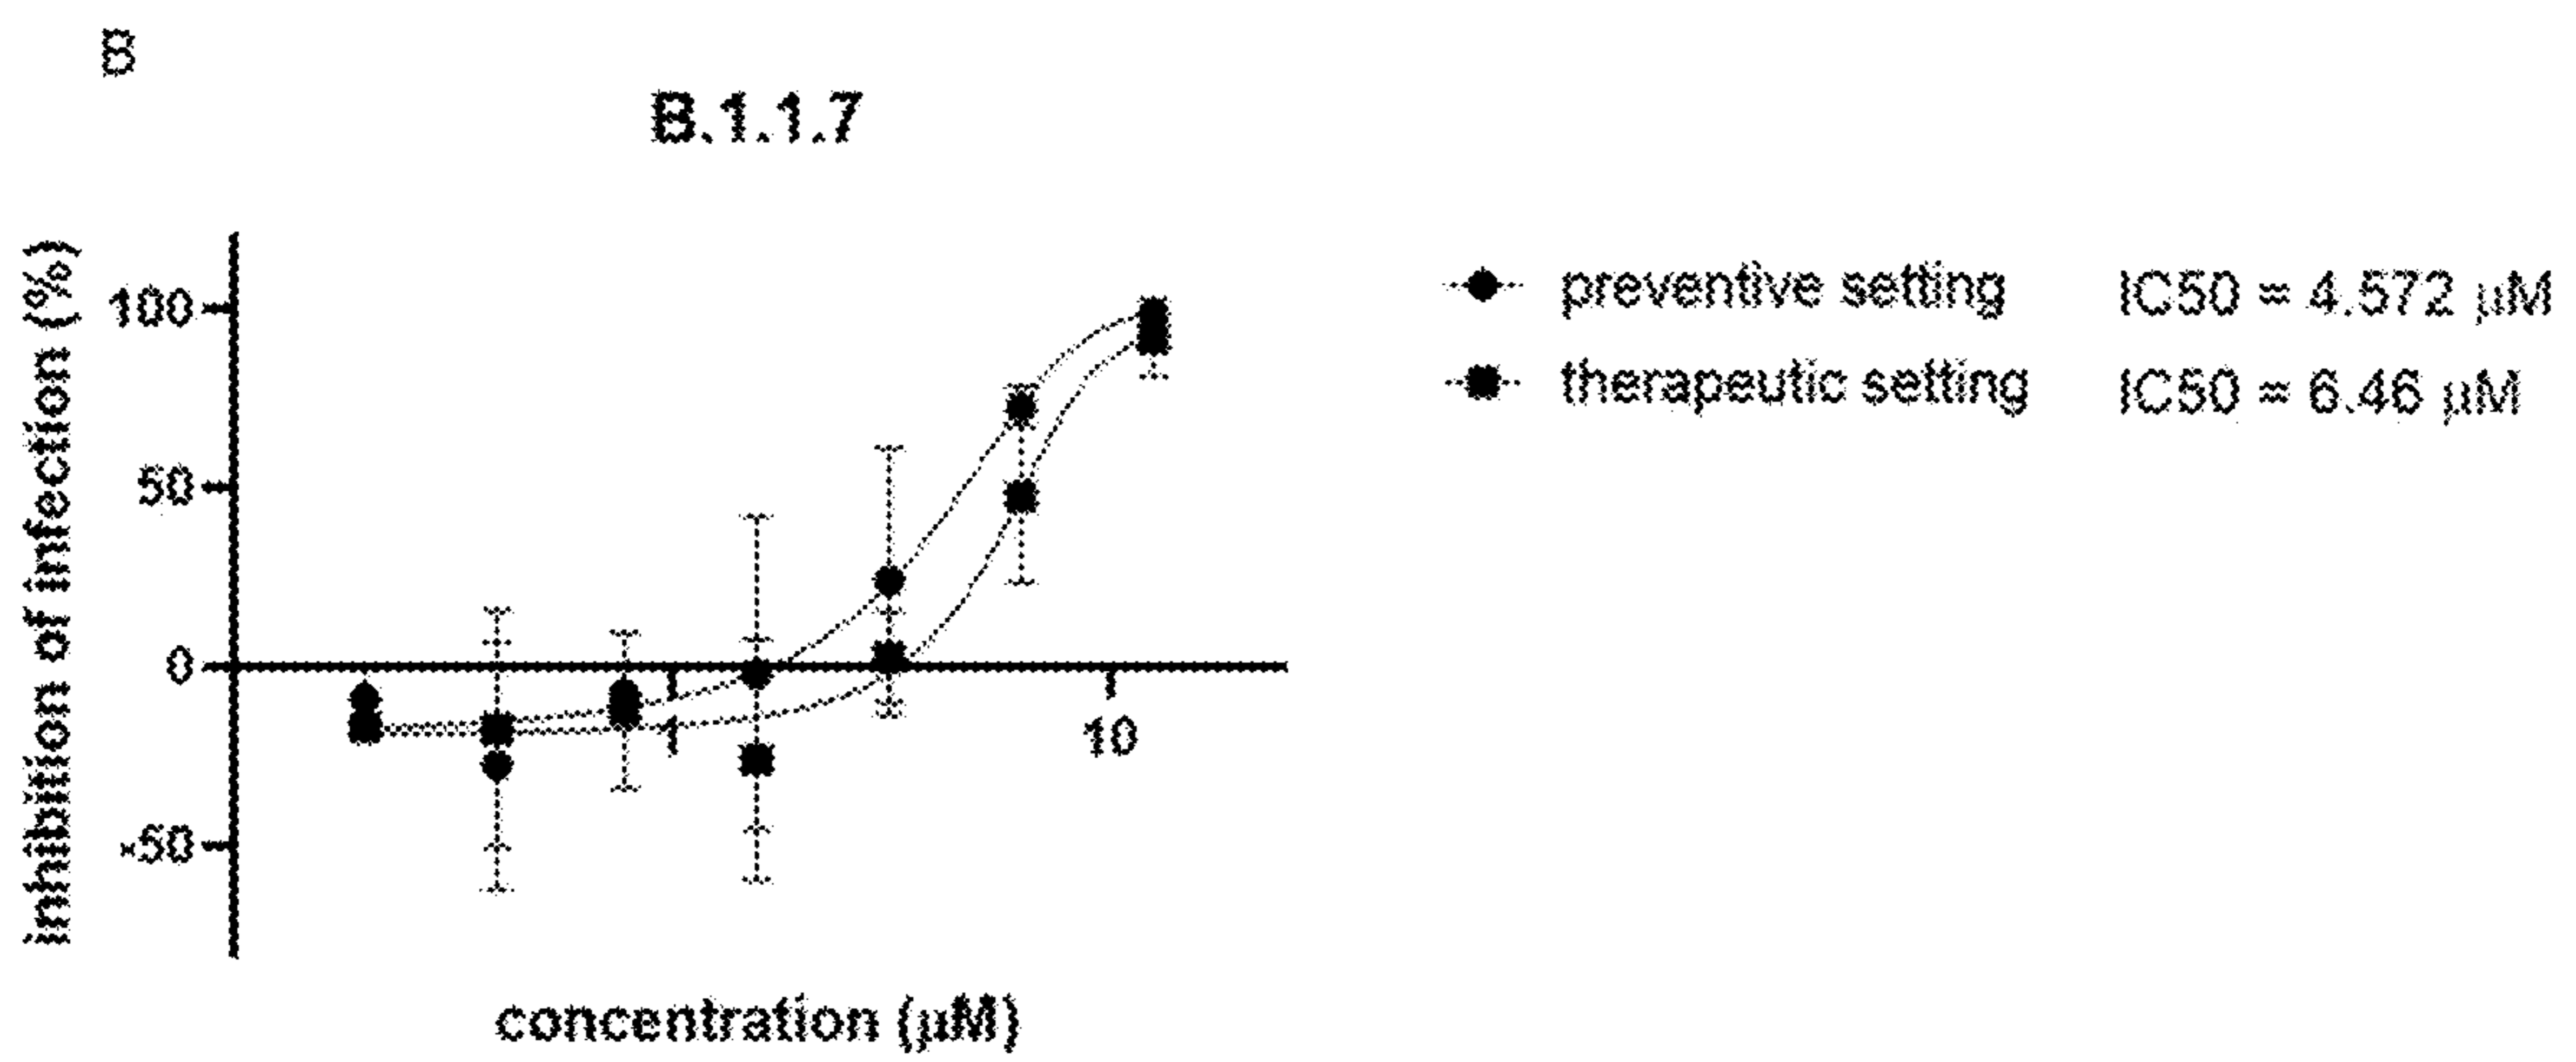 B
B.1.1.7
inhibition of infection (%)
100
50
0
-50
1
10
concentration (µM)
preventive setting IC50 = 4.572 µM
therapeutic setting IC50 = 6.46 µM